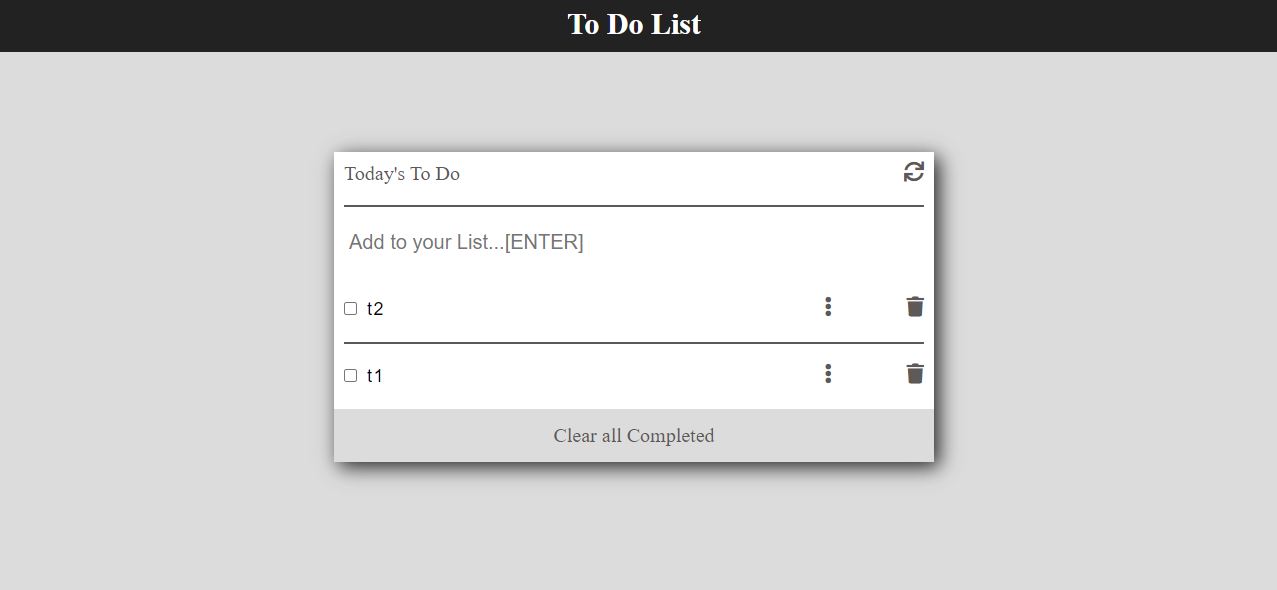 To Do List
Today's To Do
Add to your List...[ENTER]
t2
t1
Clear all Completed